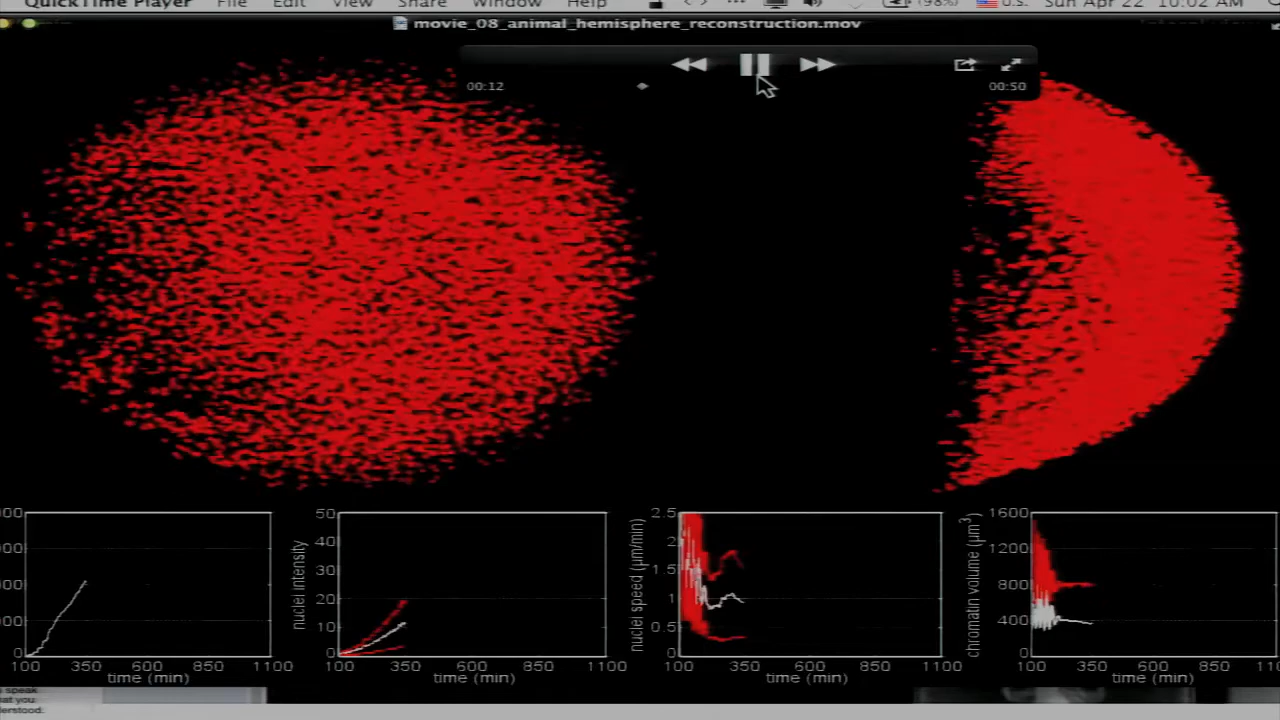 QuickTime Player File Edit View Share Window Help (98%) U.S. Sun Apr 22 10:02 AM
movie_08_animal_hemisphere_reconstruction.mov
00:12 00:50
0
100 350 600 850 1100
time (min)
nuclei intensity
50
40
30
20
10
0
100 350 600 850 1100
time (min)
nuclei speed (µm/min)
2.5
2
1.5
1
0.5
0
100 350 600 850 1100
time (min)
chromatin volume (µm³)
1600
1200
800
400
0
100 350 600 850
time (min)
speak
you